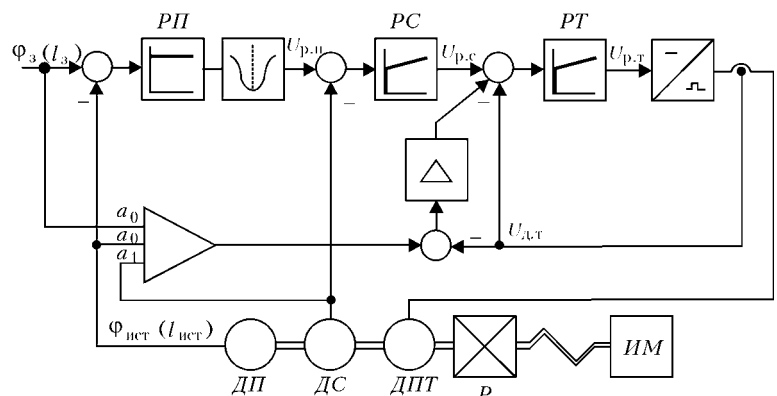 РП
РС
РТ
φз (lз)
Uр.п
Uр.с
Uр.т
−
−
−
−
△
a0
a0
a1
−
Uд.т
φист (lист)
ИМ
ДП
ДС
ДПТ
Р